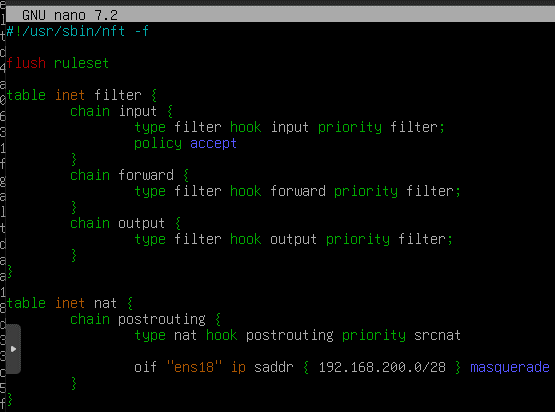 GNU nano 7.2
#!/usr/sbin/nft -f
flush ruleset
table inet filter {
chain input {
type filter hook input priority filter;
policy accept
}
chain forward {
type filter hook forward priority filter;
}
chain output {
type filter hook output priority filter;
}
}
table inet nat {
chain postrouting {
type nat hook postrouting priority srcnat
oif "ens18" ip saddr { 192.168.200.0/28 } masquerade
}
}